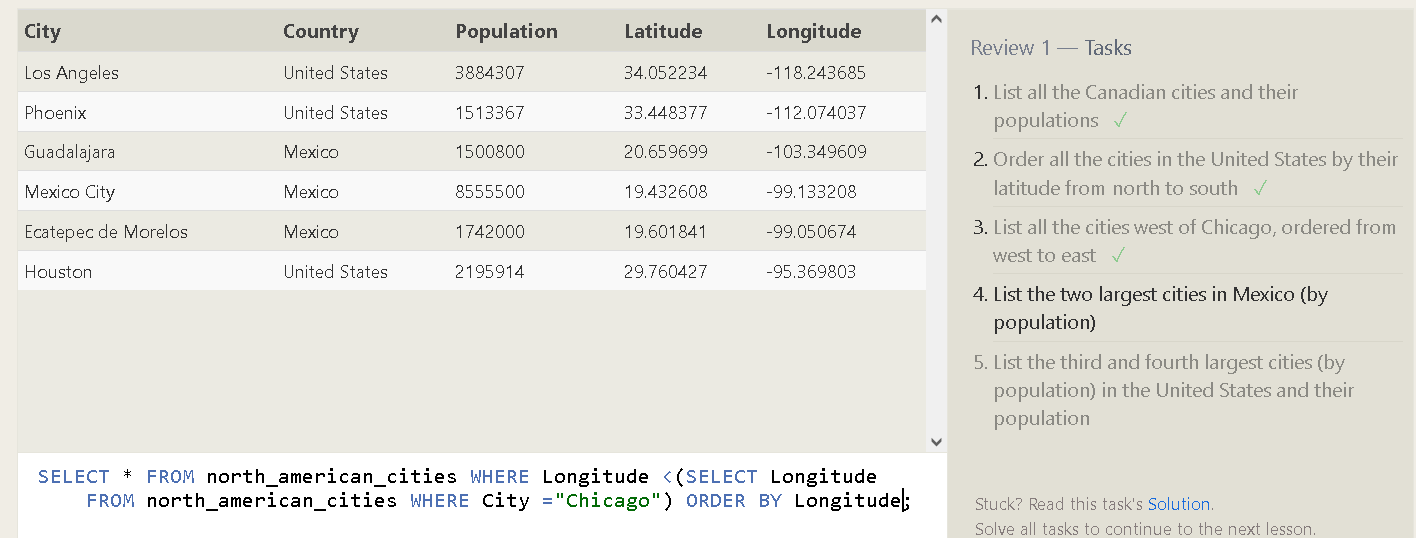 City Country Population Latitude Longitude
Los Angeles United States 3884307 34.052234 -118.243685
Phoenix United States 1513367 33.448377 -112.074037
Guadalajara Mexico 1500800 20.659699 -103.349609
Mexico City Mexico 8555500 19.432608 -99.133208
Ecatepec de Morelos Mexico 1742000 19.601841 -99.050674
Houston United States 2195914 29.760427 -95.369803
SELECT * FROM north_american_cities WHERE Longitude <(SELECT Longitude
FROM north_american_cities WHERE City ="Chicago") ORDER BY Longitude;
Review 1 — Tasks
1. List all the Canadian cities and their
populations ✓
2. Order all the cities in the United States by their
latitude from north to south ✓
3. List all the cities west of Chicago, ordered from
west to east ✓
4. List the two largest cities in Mexico (by
population)
5. List the third and fourth largest cities (by
population) in the United States and their
population
Stuck? Read this task's Solution.
Solve all tasks to continue to the next lesson.